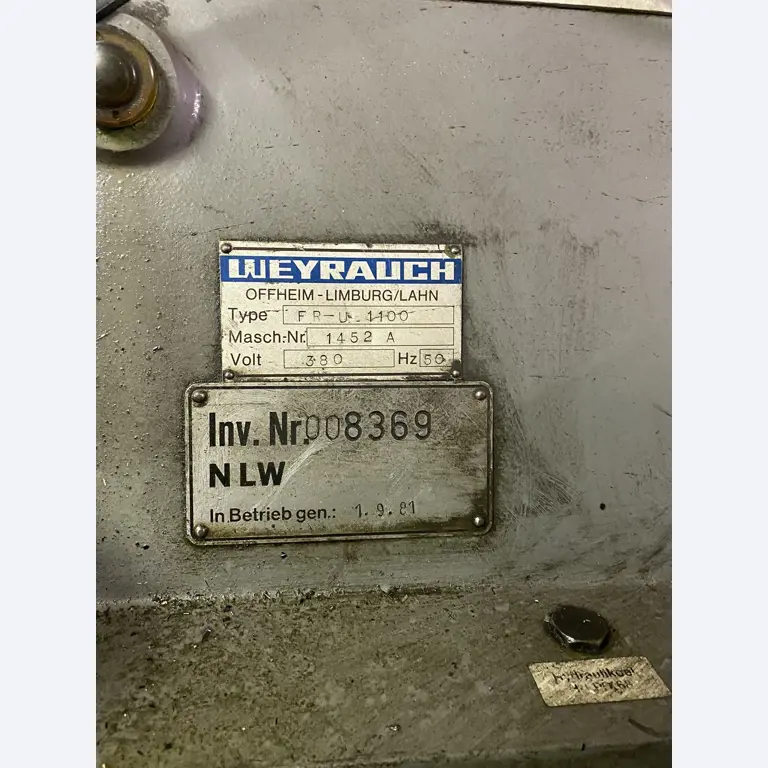 WEYRAUCH
OFFHEIM-LIMBURG/LAHN
Type FR-U 1100
Masch-Nr. 1452 A
Volt 380 Hz 50
Inv. Nr. 008369
NLW
In Betrieb gen.: 1.9.81